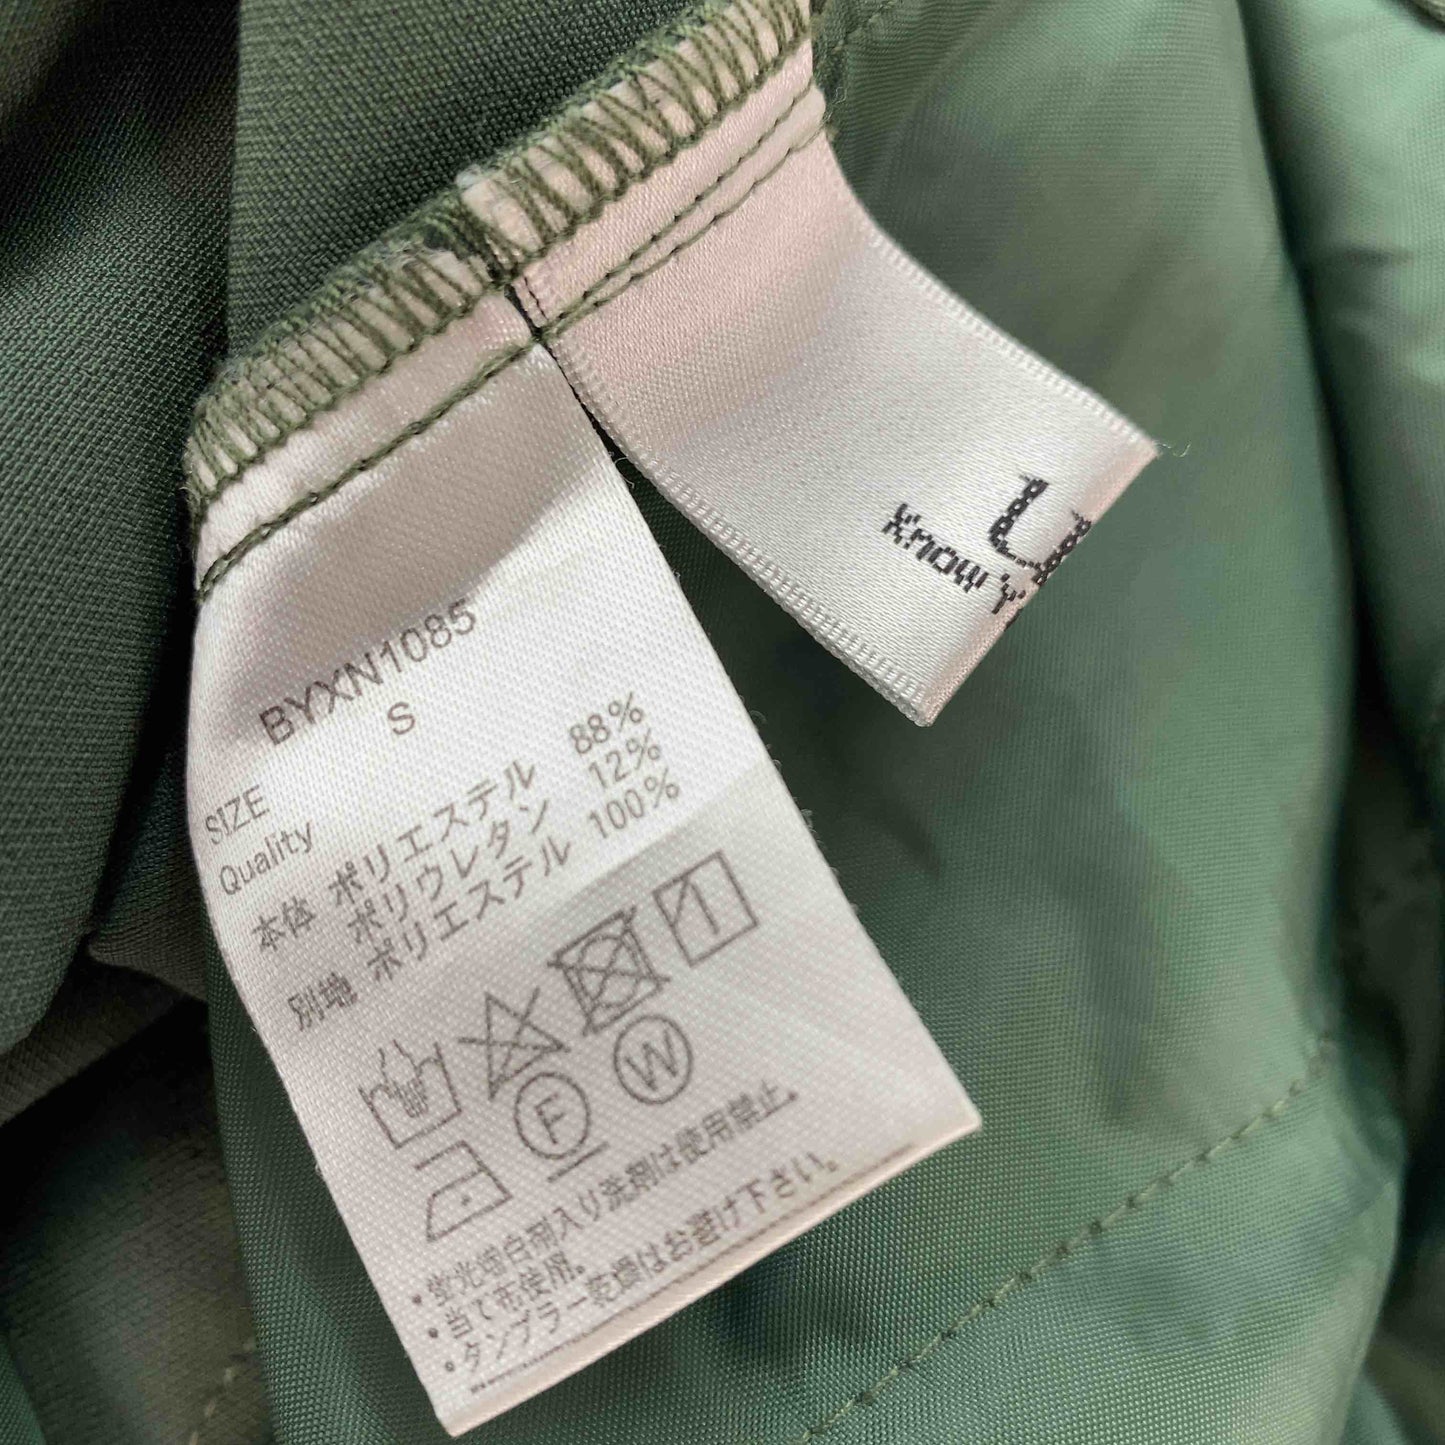 BYXN1085
SIZE S
Quality
本体 ポリエステル 88%
ポリウレタン 12%
別地 ポリエステル 100%
F W
・蛍光増白剤入り洗剤は使用禁止。
・当て布使用。
・タンブラー乾燥はお避け下さい。
U
Know Y